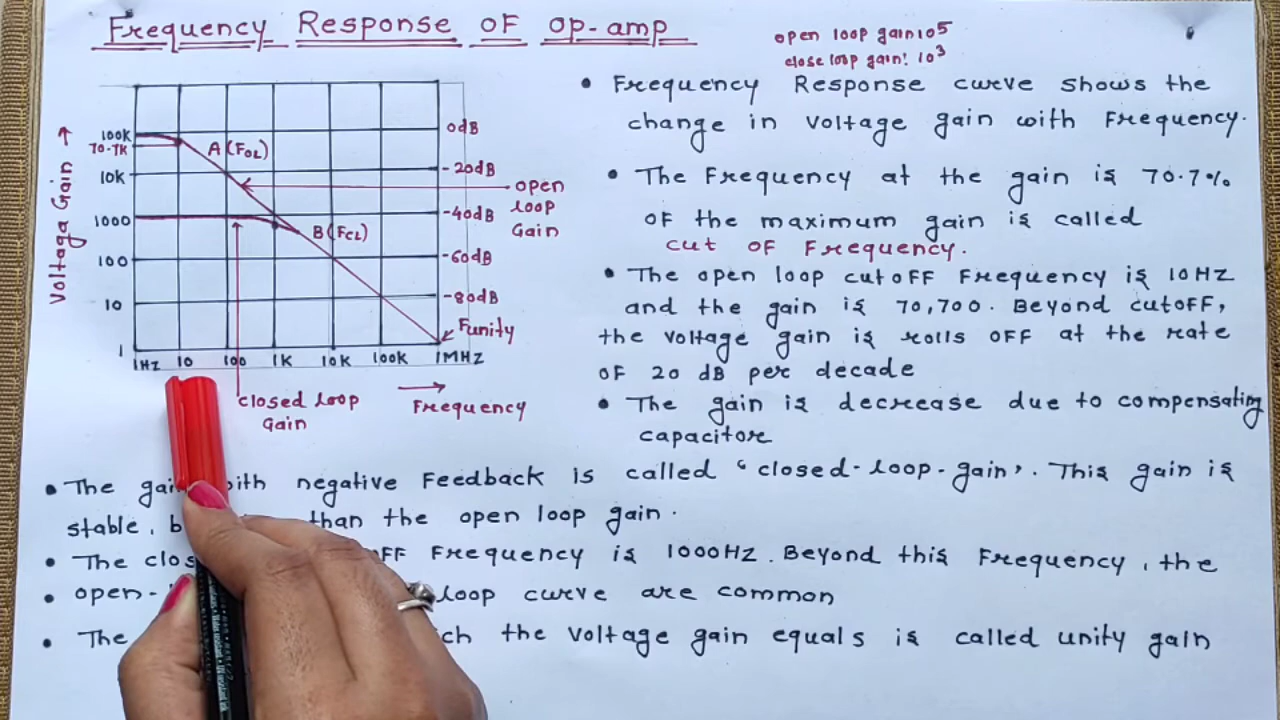 Frequency Response OF op-amp
open loop gain 10⁵
close loop gain: 10³
Voltaga Gain →
100K
70.7K
10K
1000
100
10
1
1HZ 10 100 1K 10K 100K 1MHZ
0dB
-20dB
-40dB
-60dB
-80dB
A (FOL)
B (FCL)
open
loop
Gain
Funity
closed loop
Gain
Frequency
• Frequency Response curve shows the
change in voltage gain with Frequency.
• The Frequency at the gain is 70.7%
of the maximum gain is called
cut OF Frequency.
• The open loop cutoff Frequency is 10HZ
and the gain is 70,700. Beyond cutoff,
the voltage gain is rolls OFF at the rate
OF 20 dB per decade
• The gain is decrease due to compensating
capacitor
• The gain with negative Feedback is called "closed-loop-gain". This gain is
stable, than the open loop gain.
• The FF Frequency is 1000HZ. Beyond this Frequency, the
• open- loop curve are common
• The the voltage gain equals is called unity gain